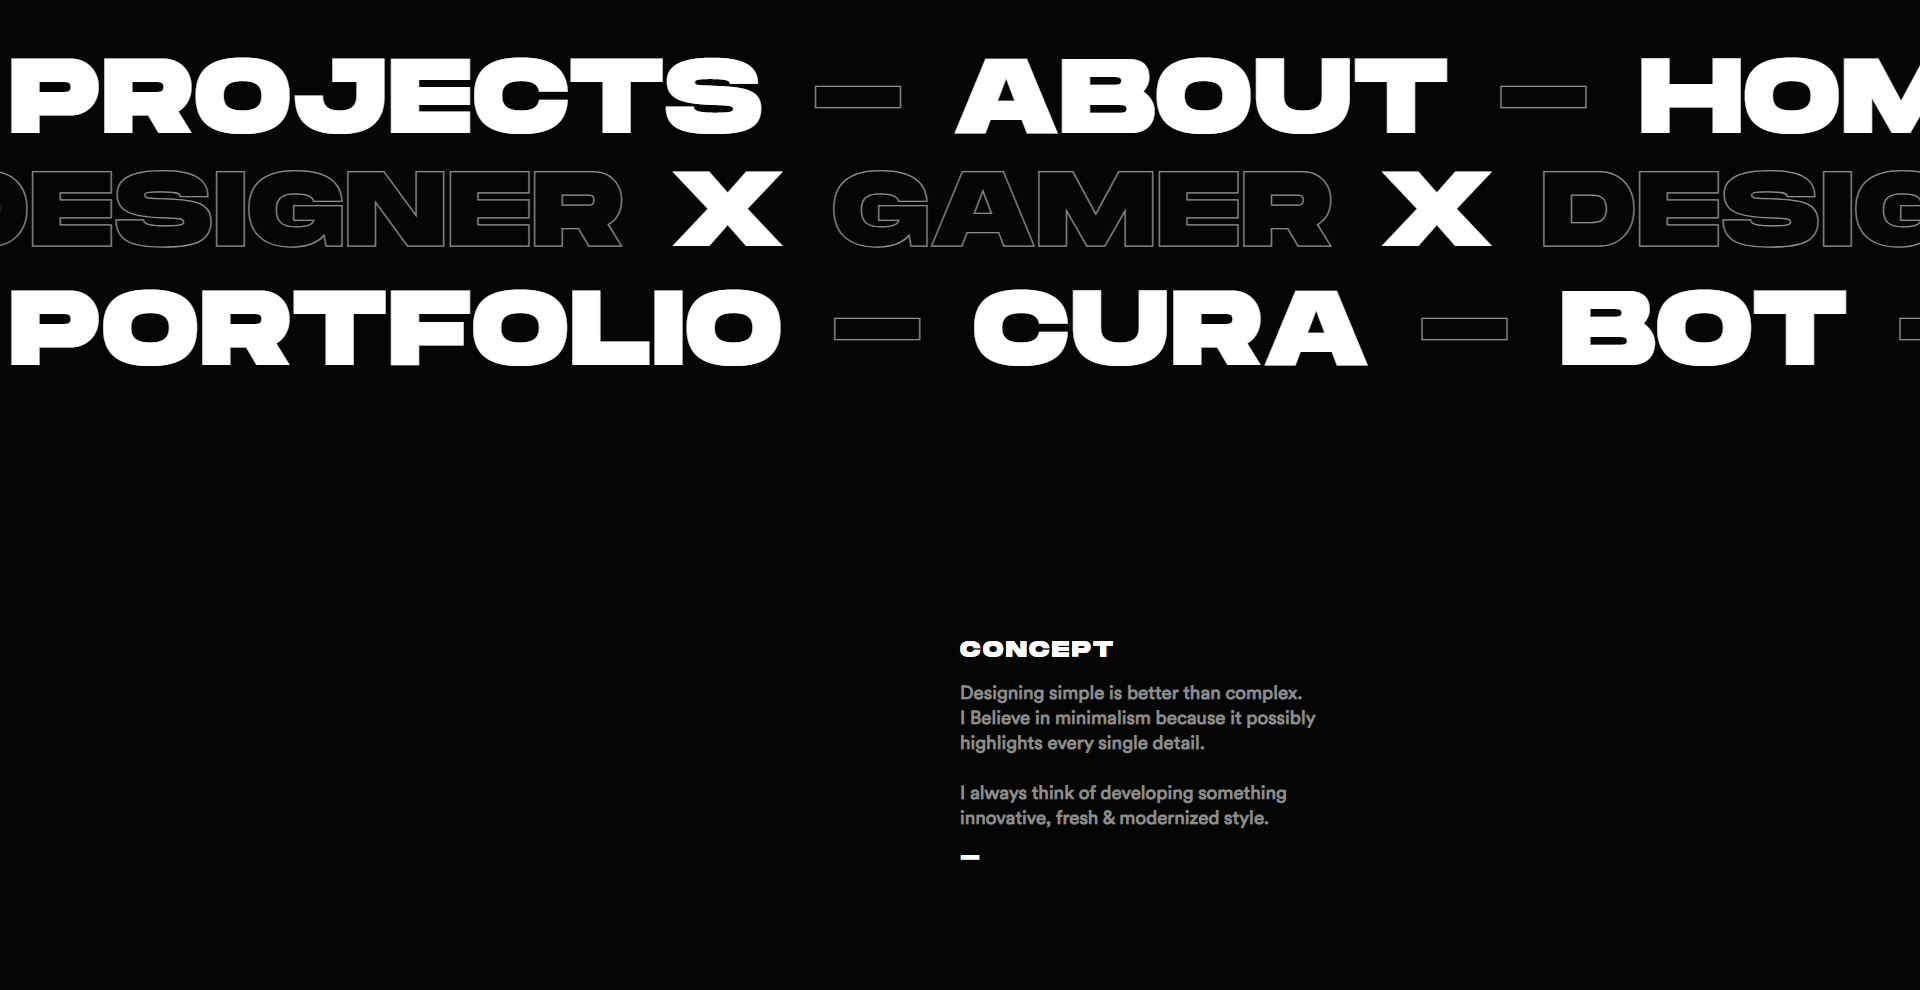 PROJECTS — ABOUT — HOM
DESIGNER X GAMER X DESIG
PORTFOLIO — CURA — BOT -
CONCEPT
Designing simple is better than complex.
I Believe in minimalism because it possibly
highlights every single detail.
I always think of developing something
innovative, fresh & modernized style.
—